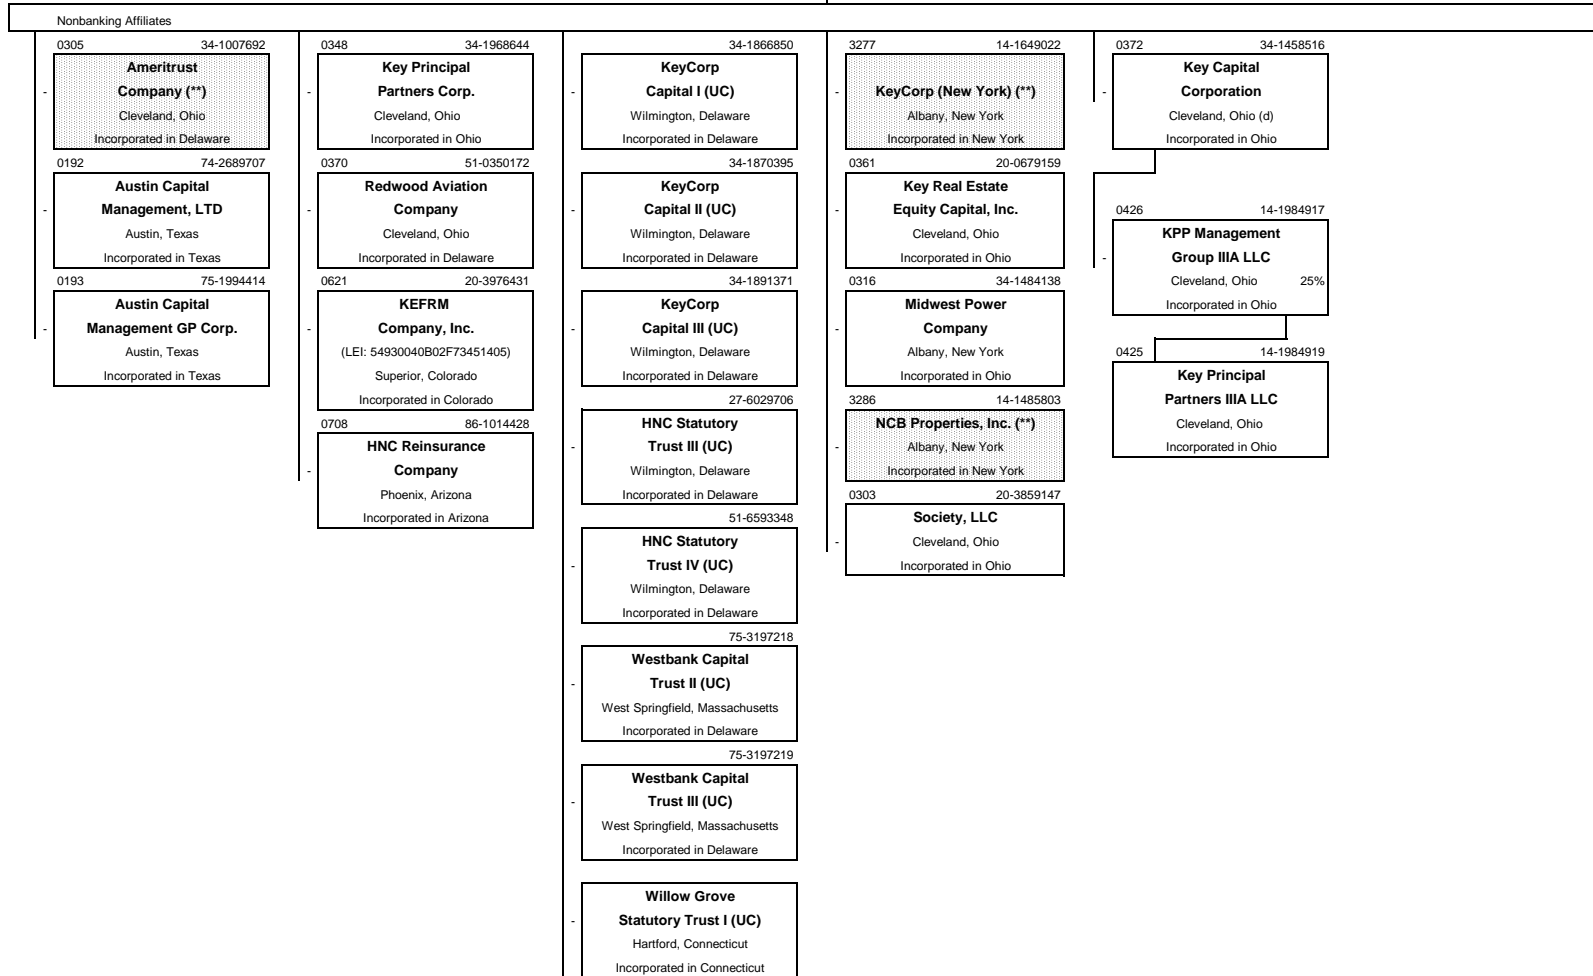 Nonbanking Affiliates
0305 34-1007692
Ameritrust
- Company (**)
Cleveland, Ohio
Incorporated in Delaware
0192 74-2689707
Austin Capital
- Management, LTD
Austin, Texas
Incorporated in Texas
0193 75-1994414
Austin Capital
- Management GP Corp.
Austin, Texas
Incorporated in Texas
0348 34-1968644
Key Principal
- Partners Corp.
Cleveland, Ohio
Incorporated in Ohio
0370 51-0350172
Redwood Aviation
- Company
Cleveland, Ohio
Incorporated in Delaware
0621 20-3976431
KEFRM
- Company, Inc.
(LEI: 54930040B02F73451405)
Superior, Colorado
Incorporated in Colorado
0708 86-1014428
HNC Reinsurance
- Company
Phoenix, Arizona
Incorporated in Arizona
34-1866850
KeyCorp
- Capital I (UC)
Wilmington, Delaware
Incorporated in Delaware
34-1870395
KeyCorp
- Capital II (UC)
Wilmington, Delaware
Incorporated in Delaware
34-1891371
KeyCorp
- Capital III (UC)
Wilmington, Delaware
Incorporated in Delaware
27-6029706
HNC Statutory
- Trust III (UC)
Wilmington, Delaware
Incorporated in Delaware
51-6593348
HNC Statutory
- Trust IV (UC)
Wilmington, Delaware
Incorporated in Delaware
75-3197218
Westbank Capital
- Trust II (UC)
West Springfield, Massachusetts
Incorporated in Delaware
75-3197219
Westbank Capital
- Trust III (UC)
West Springfield, Massachusetts
Incorporated in Delaware
Willow Grove
- Statutory Trust I (UC)
Hartford, Connecticut
Incorporated in Connecticut
3277 14-1649022
- KeyCorp (New York) (**)
Albany, New York
Incorporated in New York
0361 20-0679159
Key Real Estate
- Equity Capital, Inc.
Cleveland, Ohio
Incorporated in Ohio
0316 34-1484138
Midwest Power
- Company
Albany, New York
Incorporated in Ohio
3286 14-1485803
NCB Properties, Inc. (**)
- Albany, New York
Incorporated in New York
0303 20-3859147
Society, LLC
- Cleveland, Ohio
Incorporated in Ohio
0372 34-1458516
Key Capital
- Corporation
Cleveland, Ohio (d)
Incorporated in Ohio
0426 14-1984917
KPP Management
- Group IIIA LLC
Cleveland, Ohio 25%
Incorporated in Ohio
0425 14-1984919
Key Principal
Partners IIIA LLC
Cleveland, Ohio
Incorporated in Ohio